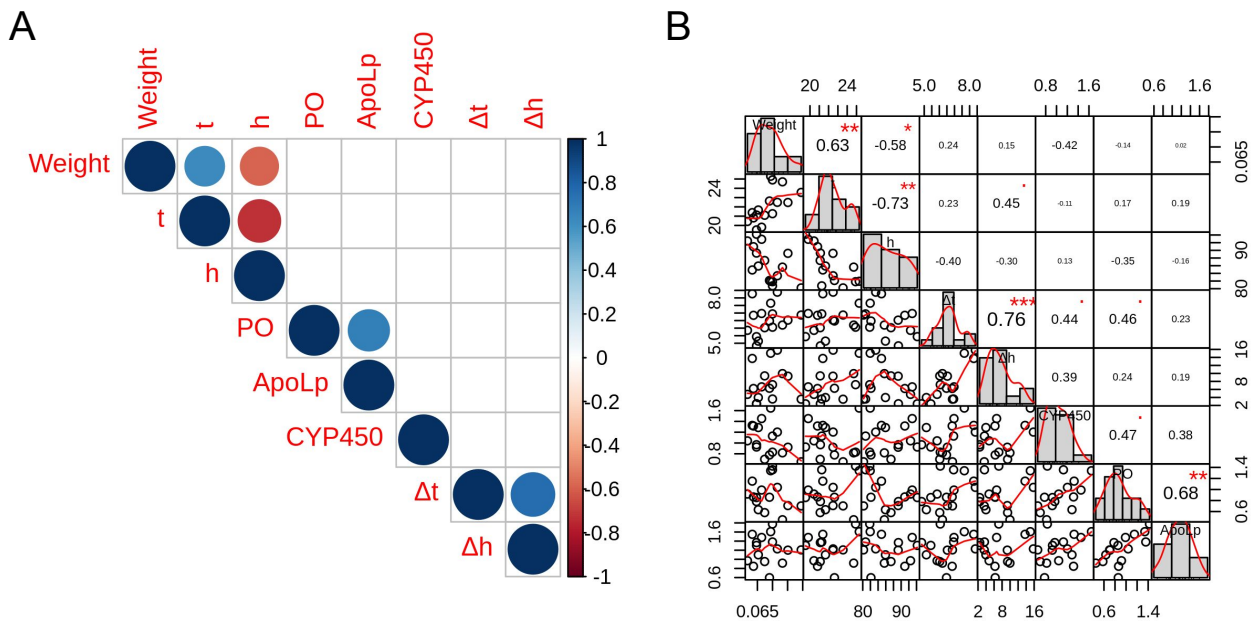 A
B
Weight
t
h
PO
ApoLp
CYP450
Δt
Δh
Weight
t
h
PO
ApoLp
CYP450
Δt
Δh
1
0.8
0.6
0.4
0.2
0
-0.2
-0.4
-0.6
-0.8
-1
20 24 5.0 8.0 0.8 1.6 0.6 1.6
Weight 0.63 ** -0.58 * 0.24 0.15 -0.42 -0.14 0.02 0.065
24 20 -0.73 ** 0.23 0.45 . -0.11 0.17 0.19
h -0.40 -0.30 0.13 -0.35 -0.16 90 80
8.0 5.0 Δt 0.76 *** 0.44 . 0.46 . 0.23
Δh 0.39 0.24 0.19 16 8 2
1.6 0.8 CYP450 0.47 . 0.38
PO 0.68 ** 1.4 0.6
1.6 0.6 ApoLp
0.065 80 90 2 8 16 0.6 1.4